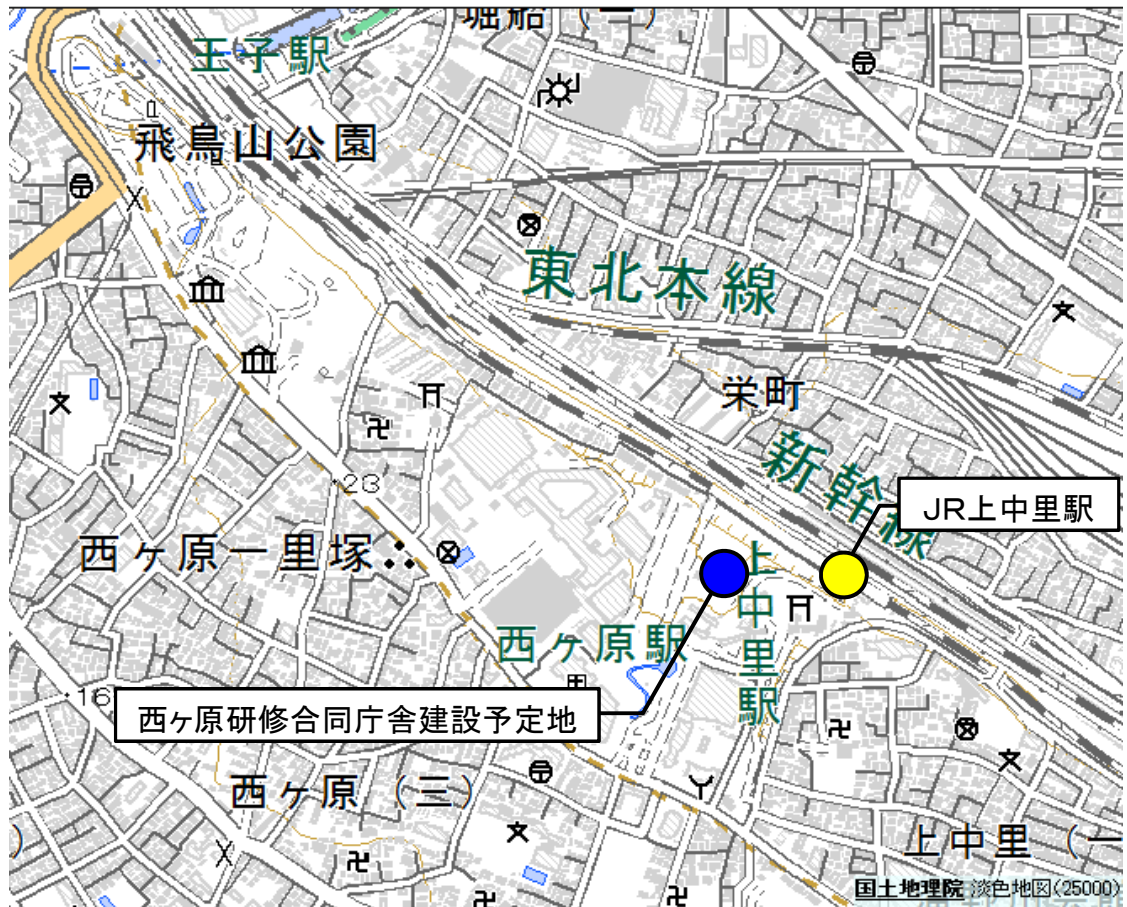 堀船（二）
王子駅
飛鳥山公園
東北本線
栄町
新幹線
JR上中里駅
・23
西ヶ原一里塚
上中里駅
西ヶ原駅
・16
西ヶ原研修合同庁舎建設予定地
西ヶ原（三）
上中里（一
）
国土地理院 淡色地図(25000)